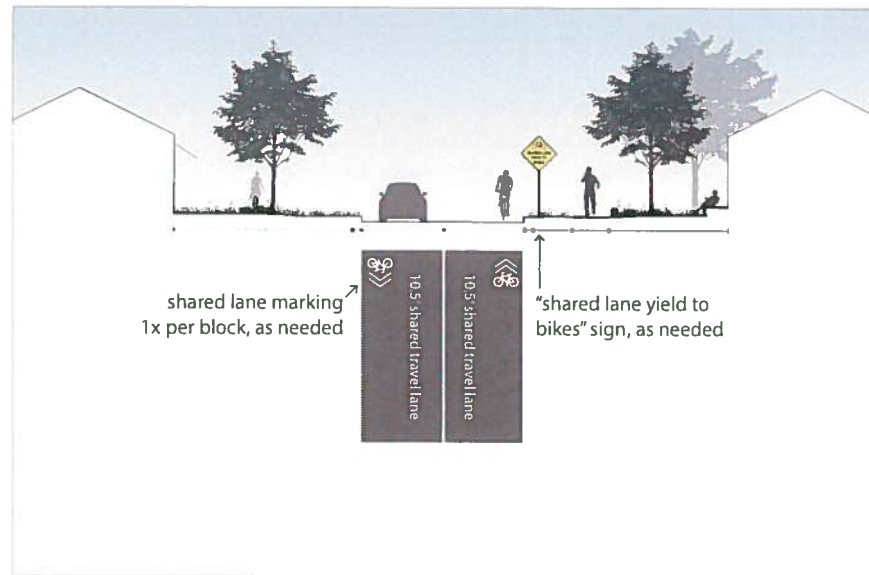 shared lane marking
1x per block, as needed
10.5' shared travel lane
10.5' shared travel lane
"shared lane yield to
bikes" sign, as needed